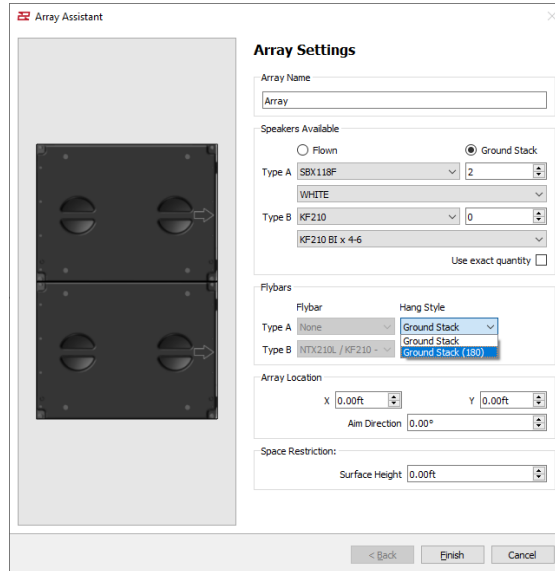 Array Assistant
Array Settings
Array Name
Array
Speakers Available
Flown Ground Stack
Type A SBX118F 2
WHITE
Type B KF210 0
KF210 BI x 4-6
Use exact quantity
Flybars
Flybar Hang Style
Type A None Ground Stack
Ground Stack
Type B NTX210L / KF210 - Ground Stack (180)
Array Location
X 0.00ft Y 0.00ft
Aim Direction 0.00°
Space Restriction:
Surface Height 0.00ft
< Back Finish Cancel